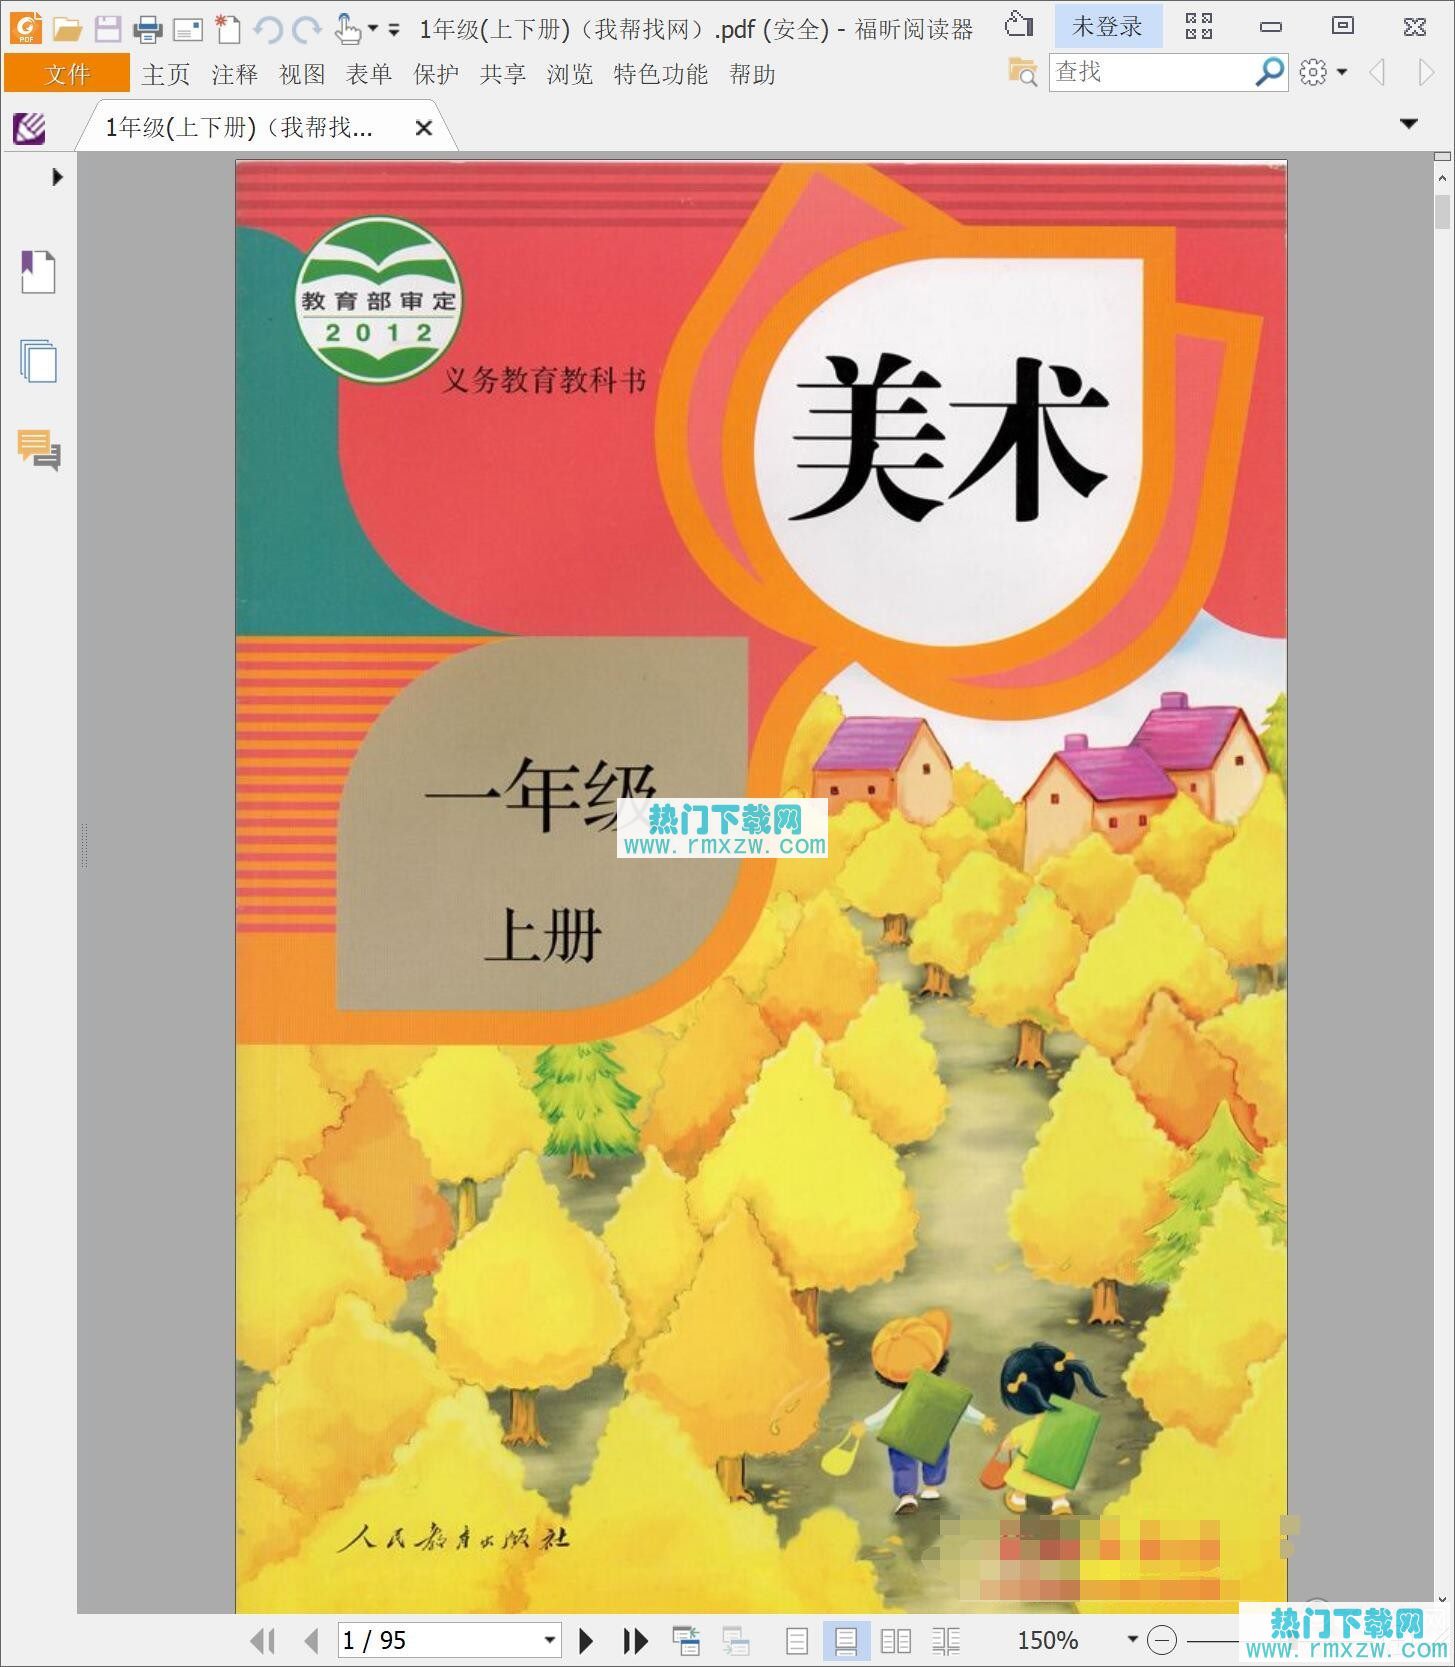 1年级(上下册)（我帮找网）.pdf (安全) - 福昕阅读器
未登录
文件 主页 注释 视图 表单 保护 共享 浏览 特色功能 帮助
查找
1年级(上下册)（我帮找...
教育部审定
2012
义务教育教科书
美术
一年级
热门下载网
www.rmxzw.com
上册
人民教育出版社
1 / 95
150%
热门下载网
www.rmxzw.com